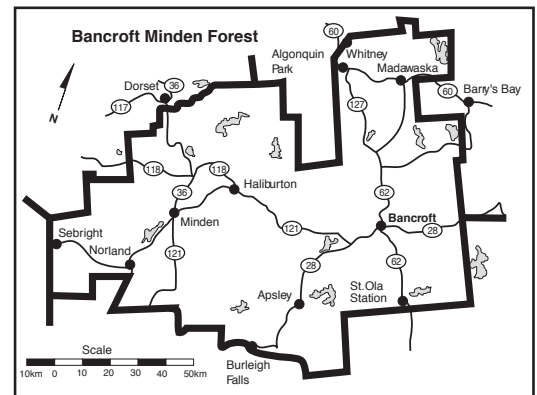 Bancroft Minden Forest
60
Algonquin
Park
Whitney
Madawaska
Barry's Bay
60
Dorset
36
117
N
127
118
118
36
Haliburton
62
Minden
Bancroft
28
Sebright
Norland
121
121
28
62
Apsley
St.Ola
Station
Scale
10km 0 10 20 30 40 50km
Burleigh
Falls